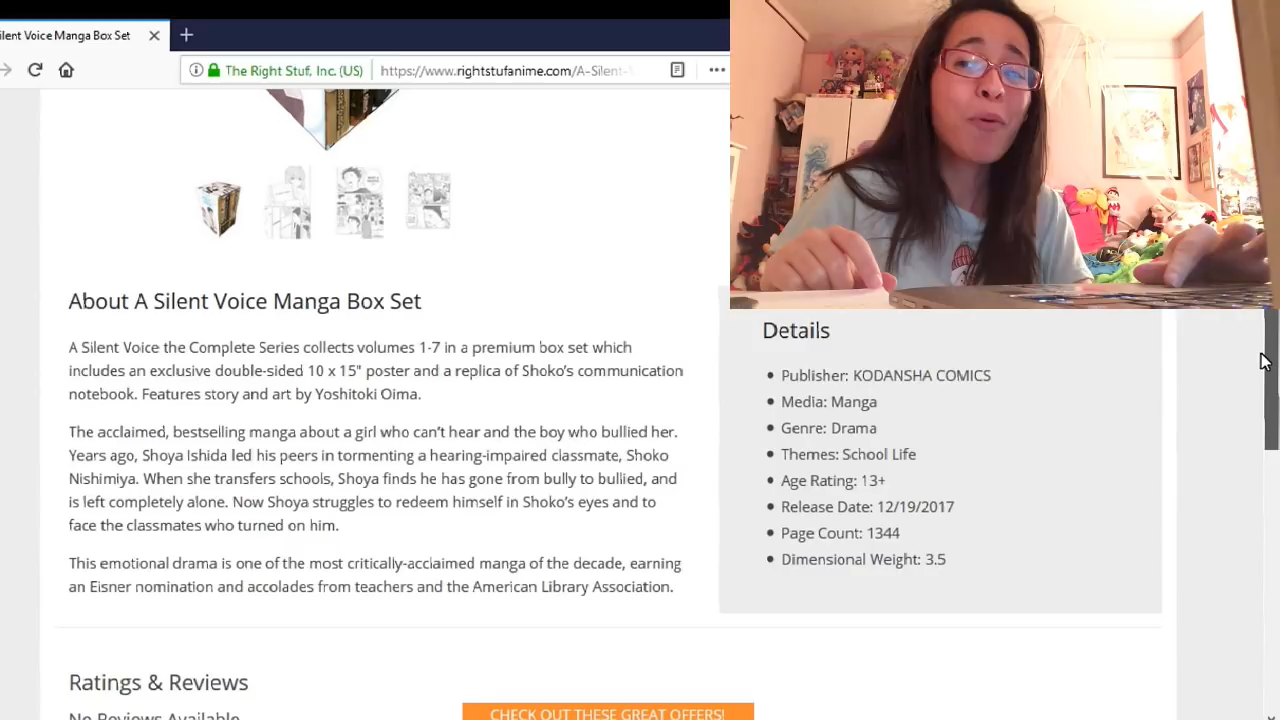 ilent Voice Manga Box Set
The Right Stuf, Inc. (US)
https://www.rightstufanime.com/A-Silent-
About A Silent Voice Manga Box Set
A Silent Voice the Complete Series collects volumes 1-7 in a premium box set which
includes an exclusive double-sided 10 x 15" poster and a replica of Shoko's communication
notebook. Features story and art by Yoshitoki Oima.
The acclaimed, bestselling manga about a girl who can't hear and the boy who bullied her.
Years ago, Shoya Ishida led his peers in tormenting a hearing-impaired classmate, Shoko
Nishimiya. When she transfers schools, Shoya finds he has gone from bully to bullied, and
is left completely alone. Now Shoya struggles to redeem himself in Shoko's eyes and to
face the classmates who turned on him.
This emotional drama is one of the most critically-acclaimed manga of the decade, earning
an Eisner nomination and accolades from teachers and the American Library Association.
Details
Publisher: KODANSHA COMICS
Media: Manga
Genre: Drama
Themes: School Life
Age Rating: 13+
Release Date: 12/19/2017
Page Count: 1344
Dimensional Weight: 3.5
Ratings & Reviews
No Reviews Available
CHECK OUT THESE GREAT OFFERS!